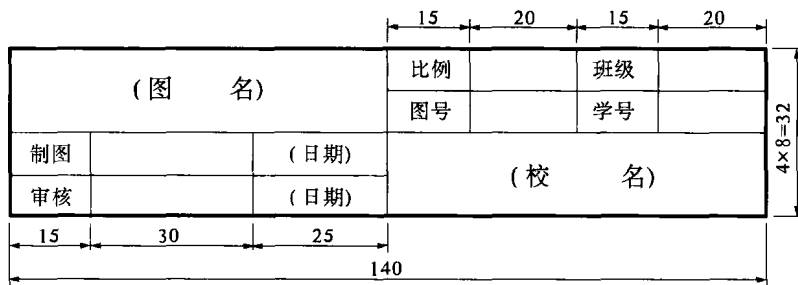 15 20 15 20
(图 名) 比例 班级
图号 学号
制图 (日期) (校 名)
审核 (日期)
4×8=32
15 30 25
140